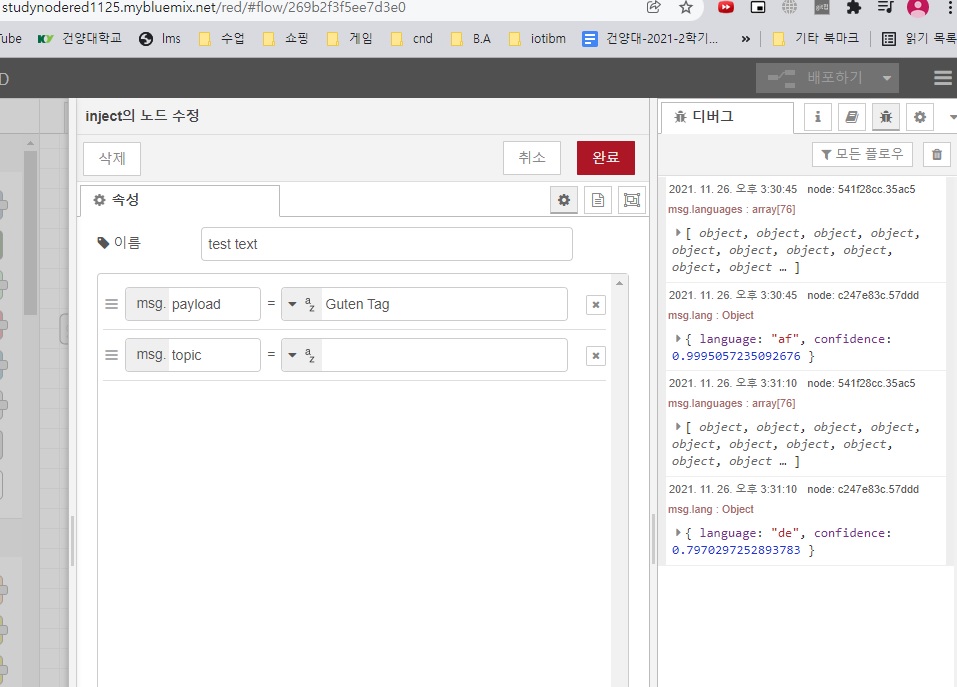 studynodered1125.mybluemix.net/red/#flow/269b2f3f5ee7d3e0
Tube KY 건양대학교 lms 수업 쇼핑 게임 cnd B.A iotibm 건양대-2021-2학기... » 기타 북마크 읽기 목록
D 배포하기
inject의 노드 수정
삭제 취소 완료
속성
이름 test text
msg. payload = a z Guten Tag
msg. topic = a z
디버그
모든 플로우
2021. 11. 26. 오후 3:30:45 node: 541f28cc.35ac5
msg.languages : array[76]
[ object, object, object, object,
object, object, object, object,
object, object … ]
2021. 11. 26. 오후 3:30:45 node: c247e83c.57ddd
msg.lang : Object
{ language: "af", confidence:
0.9995057235092676 }
2021. 11. 26. 오후 3:31:10 node: 541f28cc.35ac5
msg.languages : array[76]
[ object, object, object, object,
object, object, object, object,
object, object … ]
2021. 11. 26. 오후 3:31:10 node: c247e83c.57ddd
msg.lang : Object
{ language: "de", confidence:
0.7970297252893783 }